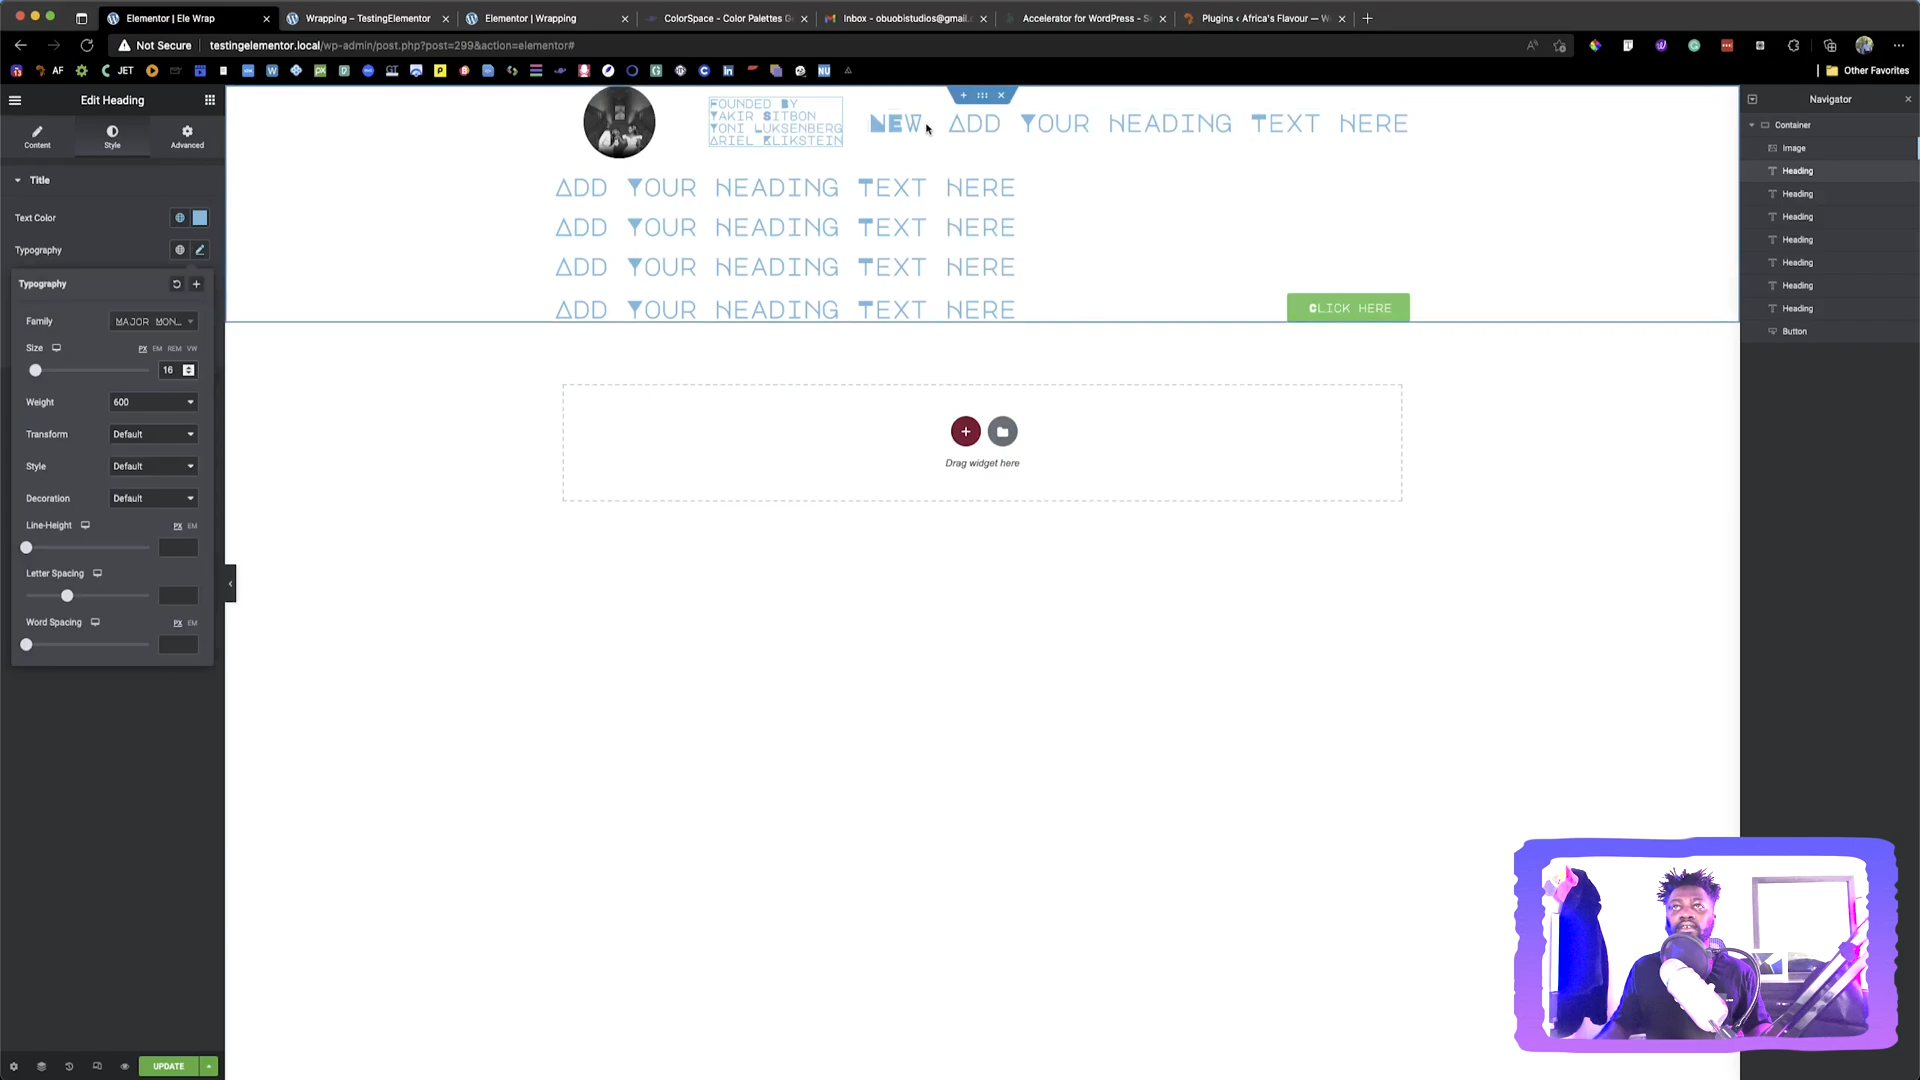 Elementor | Ele Wrap
Wrapping – TestingElementor
Elementor | Wrapping
ColorSpace - Color Palettes G
Inbox - obuobistudios@gmail.c
Accelerator for WordPress - S
Plugins ‹ Africa's Flavour — W
Not Secure
testingelementor.local/wp-admin/post.php?post=299&action=elementor#
AF
JET
Other Favorites
Edit Heading
Content
Style
Advanced
Title
Text Color
Typography
Typography
Family
MAJOR MON...
Size
PX EM REM VW
16
Weight
600
Transform
Default
Style
Default
Decoration
Default
Line-Height
PX EM
Letter Spacing
Word Spacing
PX EM
UPDATE
FOUNDED BY
YAKIR SITBON
YONI LUKSENBERG
ARIEL KLIKSTEIN
NEW
ADD YOUR HEADING TEXT HERE
ADD YOUR HEADING TEXT HERE
ADD YOUR HEADING TEXT HERE
ADD YOUR HEADING TEXT HERE
ADD YOUR HEADING TEXT HERE
CLICK HERE
Drag widget here
Navigator
Container
Image
Heading
Heading
Heading
Heading
Heading
Heading
Heading
Button